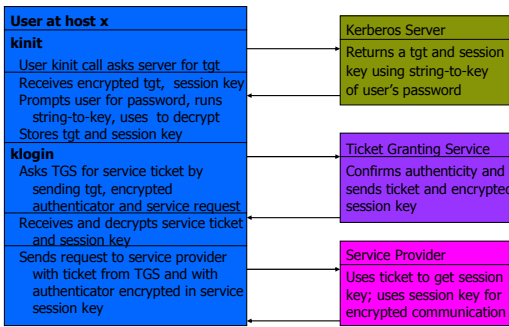 User at host x
kinit
User kinit call asks server for tgt
Receives encrypted tgt, session key
Prompts user for password, runs
string-to-key, uses to decrypt
Stores tgt and session key
klogin
Asks TGS for service ticket by
sending tgt, encrypted
authenticator and service request
Receives and decrypts service ticket
and session key
Sends request to service provider
with ticket from TGS and with
authenticator encrypted in service
session key
Kerberos Server
Returns a tgt and session
key using string-to-key
of user's password
Ticket Granting Service
Confirms authenticity and
sends ticket and encrypted
session key
Service Provider
Uses ticket to get session
key; uses session key for
encrypted communication